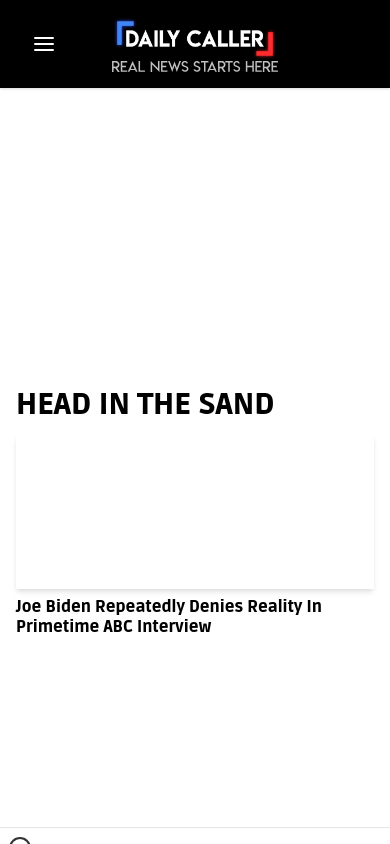 DAILY CALLER
REAL NEWS STARTS HERE
HEAD IN THE SAND
Joe Biden Repeatedly Denies Reality In
Primetime ABC Interview